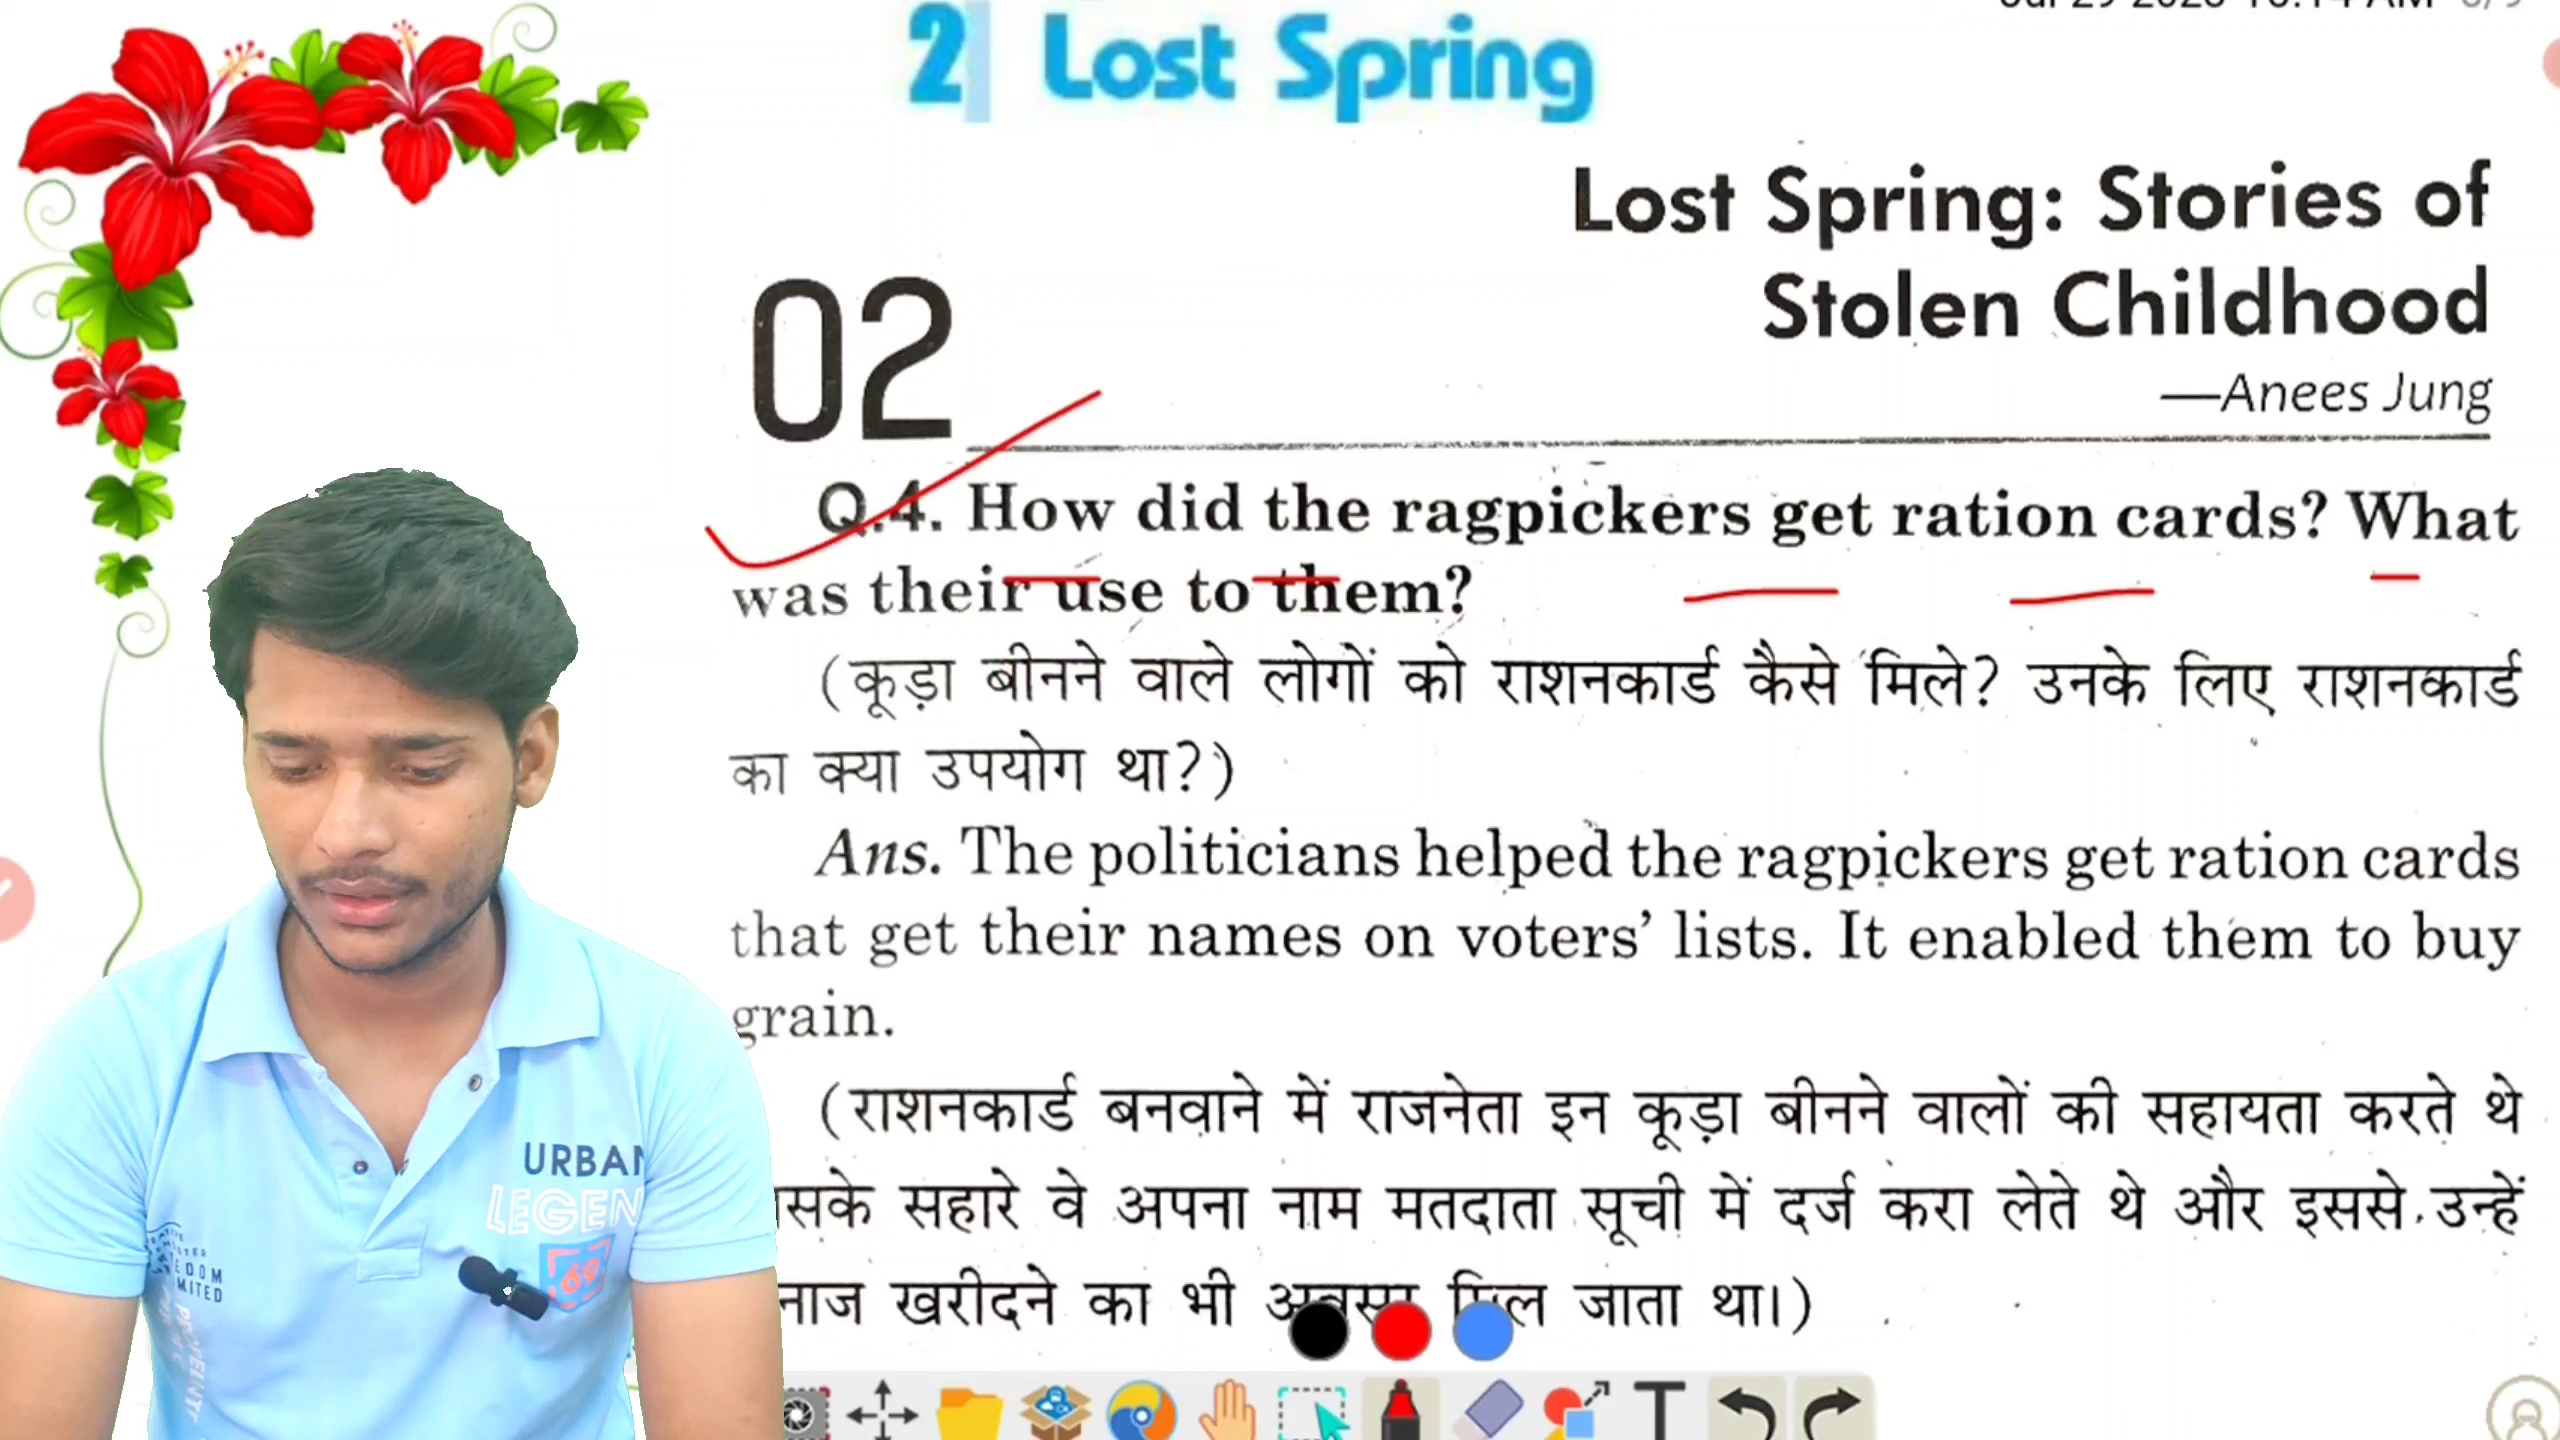 2 Lost Spring
Lost Spring: Stories of
Stolen Childhood
—Anees Jung
02
Q.4. How did the ragpickers get ration cards? What
was their use to them?
(कूड़ा बीनने वाले लोगों को राशनकार्ड कैसे मिले? उनके लिए राशनकार्ड
का क्या उपयोग था?)
Ans. The politicians helped the ragpickers get ration cards
that get their names on voters’ lists. It enabled them to buy
grain.
(राशनकार्ड बनवाने में राजनेता इन कूड़ा बीनने वालों की सहायता करते थे
सके सहारे वे अपना नाम मतदाता सूची में दर्ज करा लेते थे और इससे उन्हें
नाज खरीदने का भी मिल जाता था।)
URBAN
LEGEN
69
T